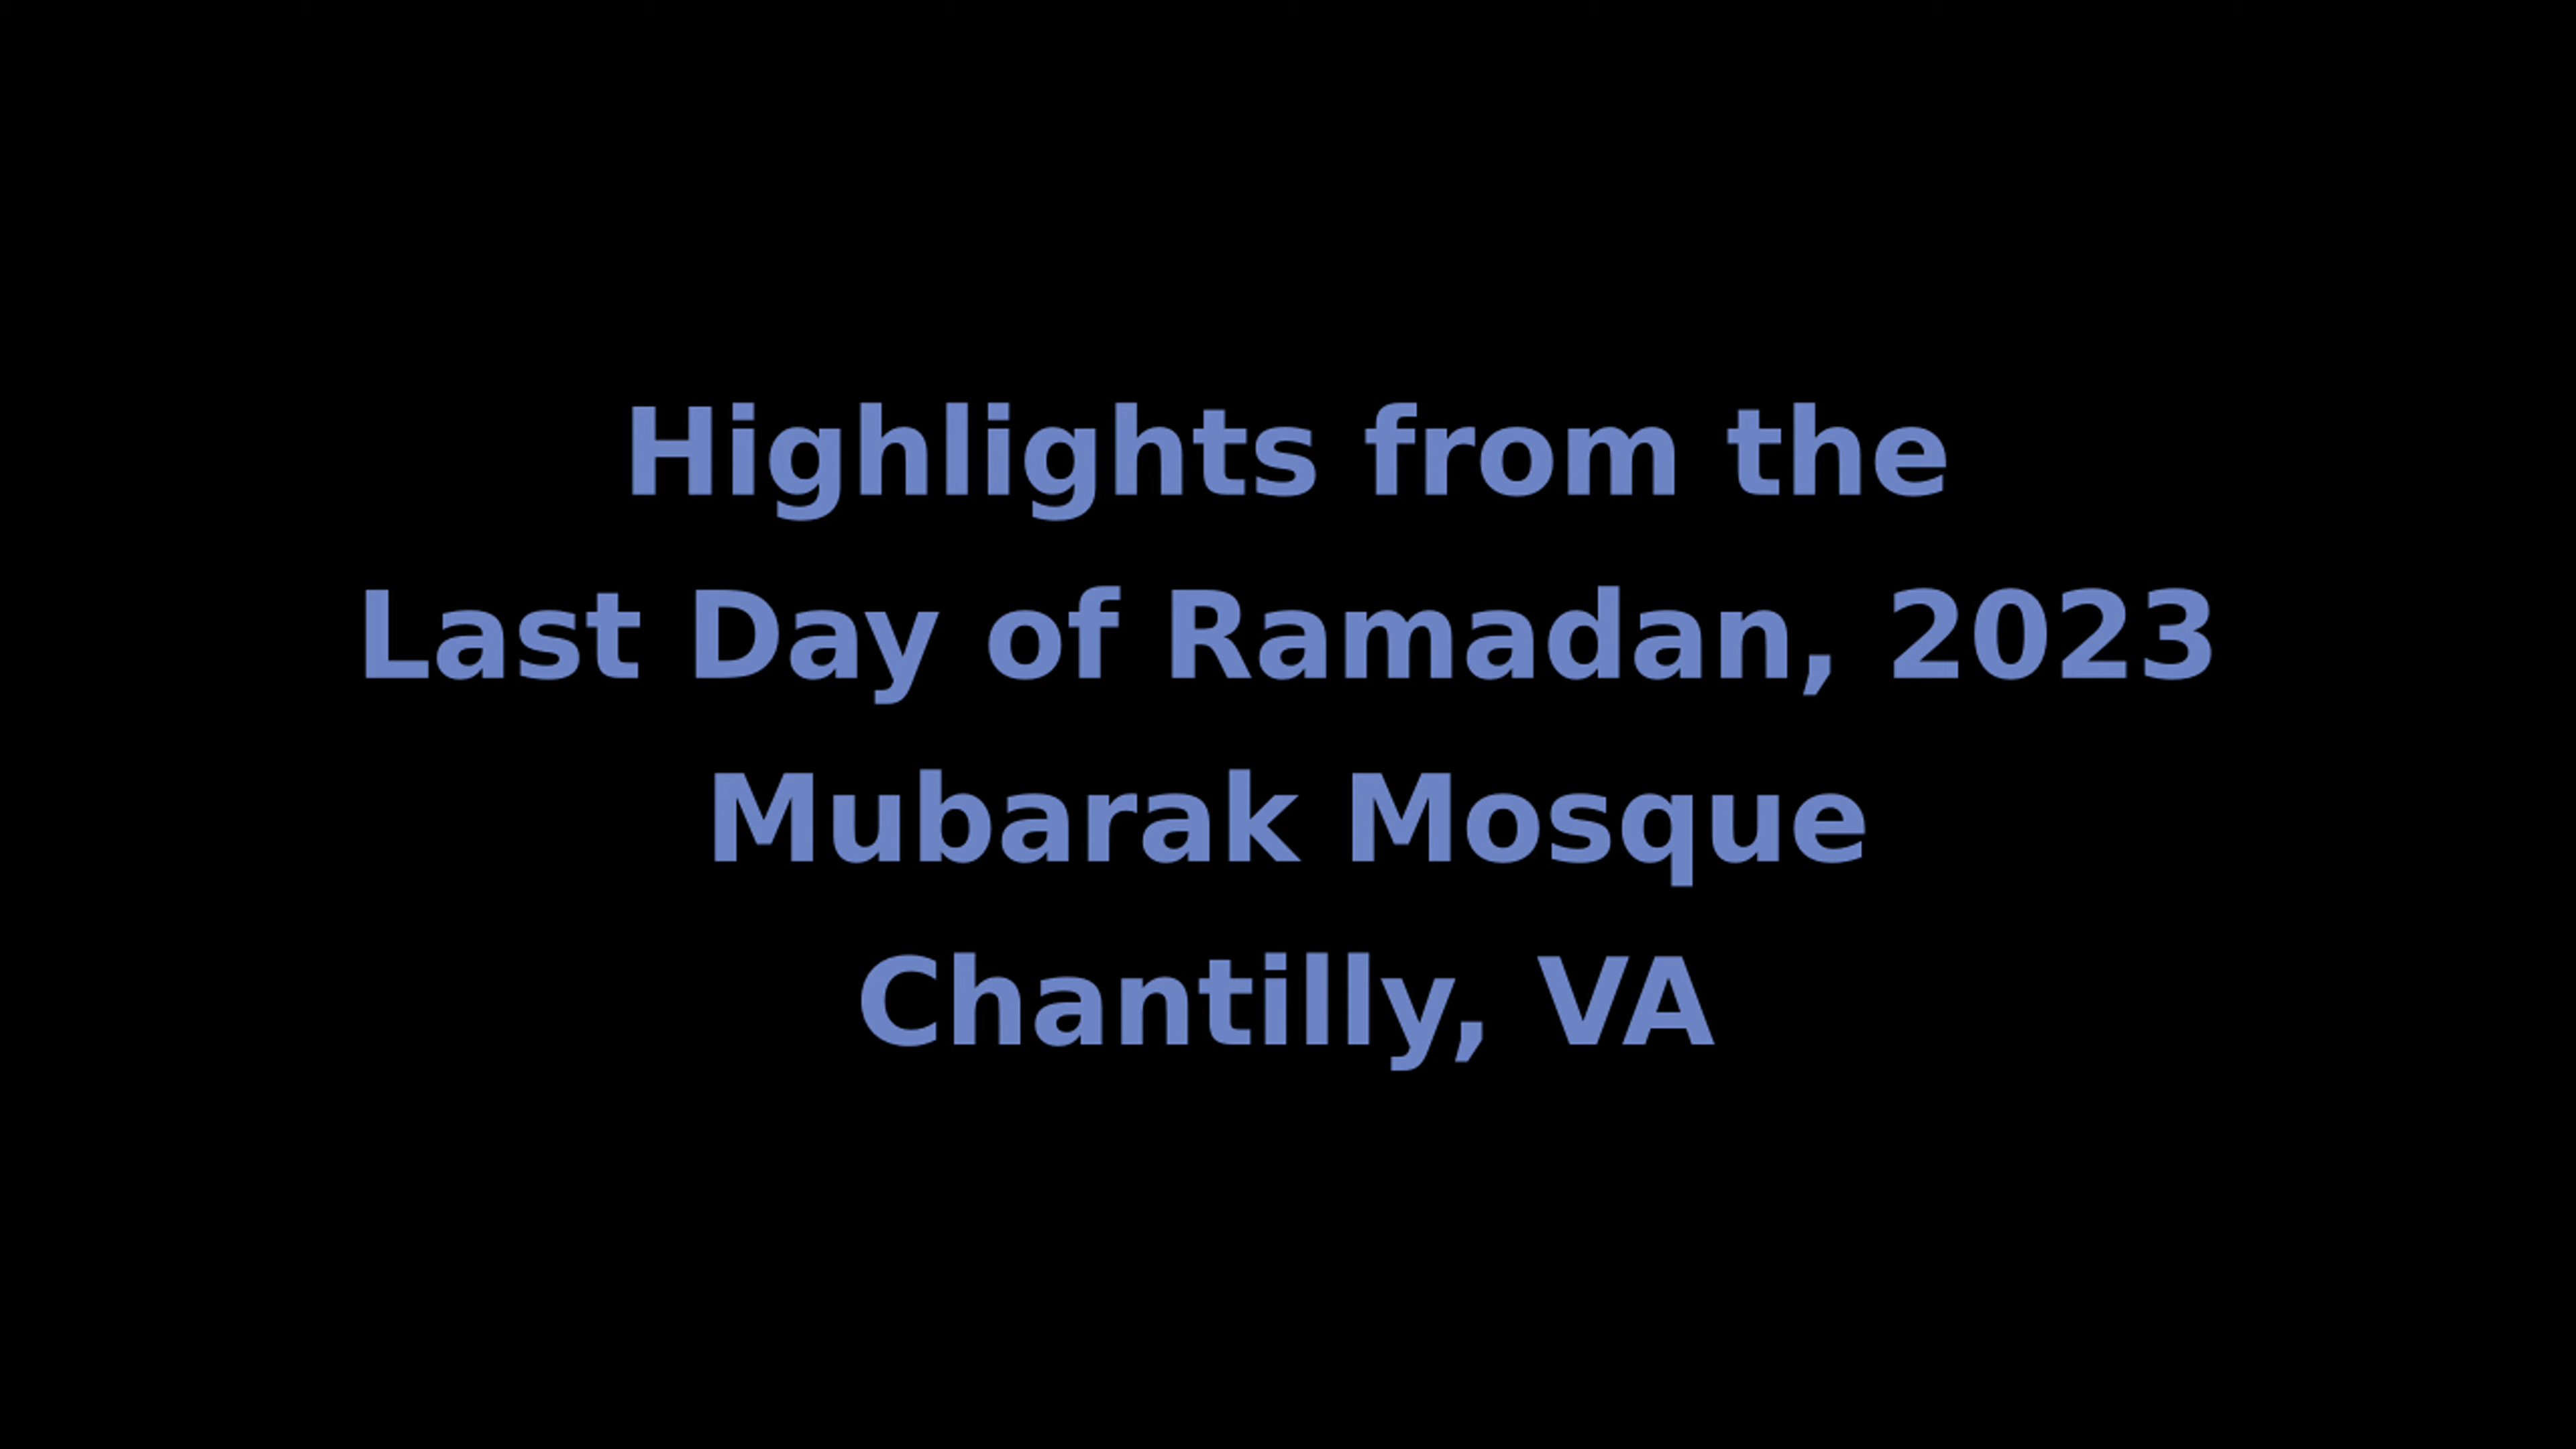 Highlights from the
Last Day of Ramadan, 2023
Mubarak Mosque
Chantilly, VA